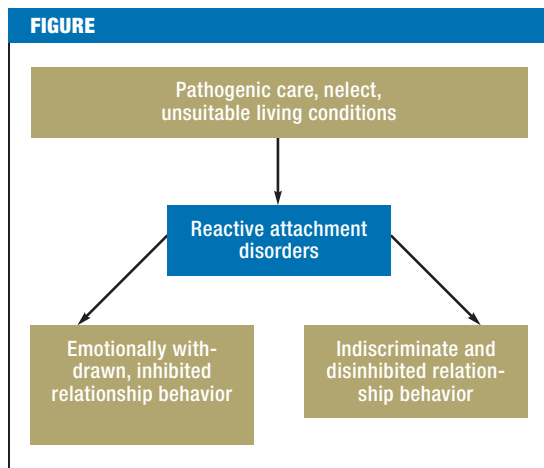 FIGURE
Pathogenic care, nelect,
unsuitable living conditions
Reactive attachment
disorders
Emotionally with-
drawn, inhibited
relationship behavior
Indiscriminate and
disinhibited relation-
ship behavior